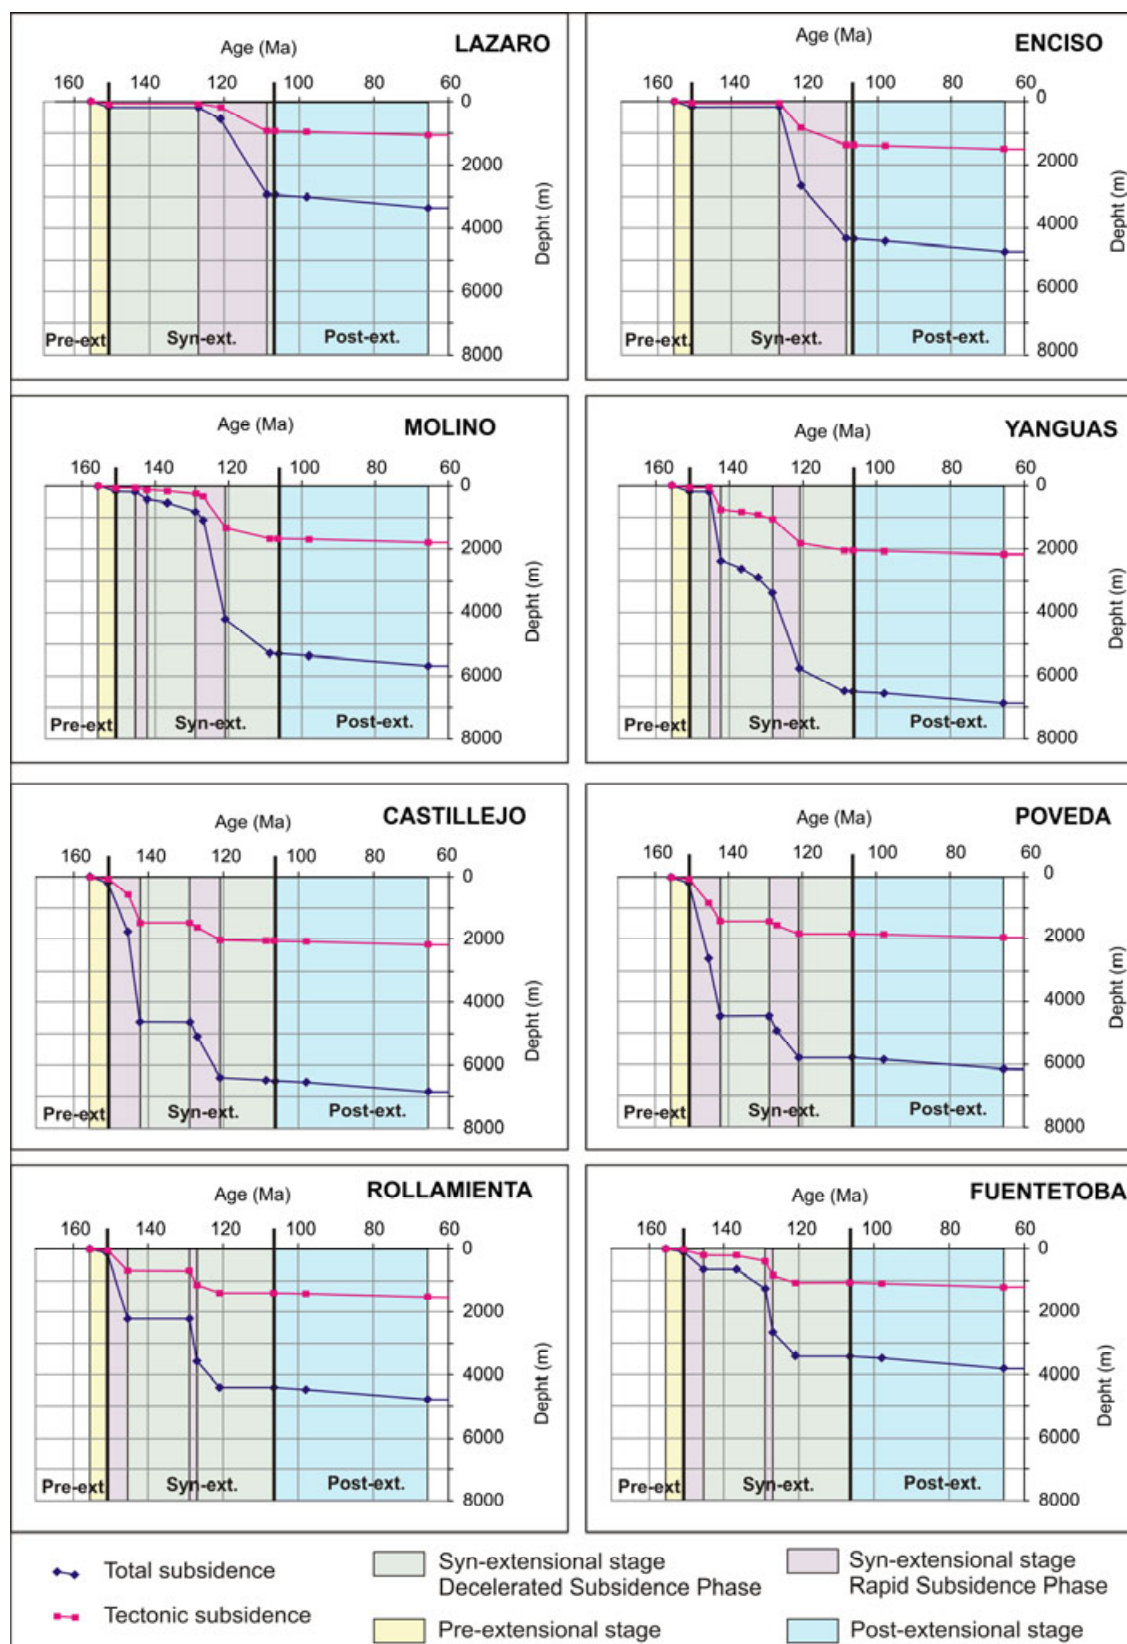 LAZARO
Age (Ma)
160 140 120 100 80 60
0
2000
4000
6000
8000
Depht (m)
Pre-ext. Syn-ext. Post-ext.
ENCISO
Age (Ma)
160 140 120 100 80 60
0
2000
4000
6000
8000
Depht (m)
Pre-ext. Syn-ext. Post-ext.
MOLINO
Age (Ma)
160 140 120 100 80 60
0
2000
4000
6000
8000
Depht (m)
Pre-ext Syn-ext. Post-ext.
YANGUAS
Age (Ma)
160 140 120 100 80 60
0
2000
4000
6000
8000
Depht (m)
Pre-ext. Syn-ext. Post-ext.
CASTILLEJO
Age (Ma)
160 140 120 100 80 60
0
2000
4000
6000
8000
Depht (m)
Pre-ext Syn-ext. Post-ext.
POVEDA
Age (Ma)
160 140 120 100 80 60
0
2000
4000
6000
8000
Depht (m)
Pre-ext Syn-ext. Post-ext.
ROLLAMIENTA
Age (Ma)
160 140 120 100 80 60
0
2000
4000
6000
8000
Depht (m)
Pre-ext Syn-ext. Post-ext.
FUENTETOBA
Age (Ma)
160 140 120 100 80 60
0
2000
4000
6000
8000
Depht (m)
Pre-ext Syn-ext. Post-ext.
Total subsidence
Tectonic subsidence
Syn-extensional stage
Decelerated Subsidence Phase
Pre-extensional stage
Syn-extensional stage
Rapid Subsidence Phase
Post-extensional stage